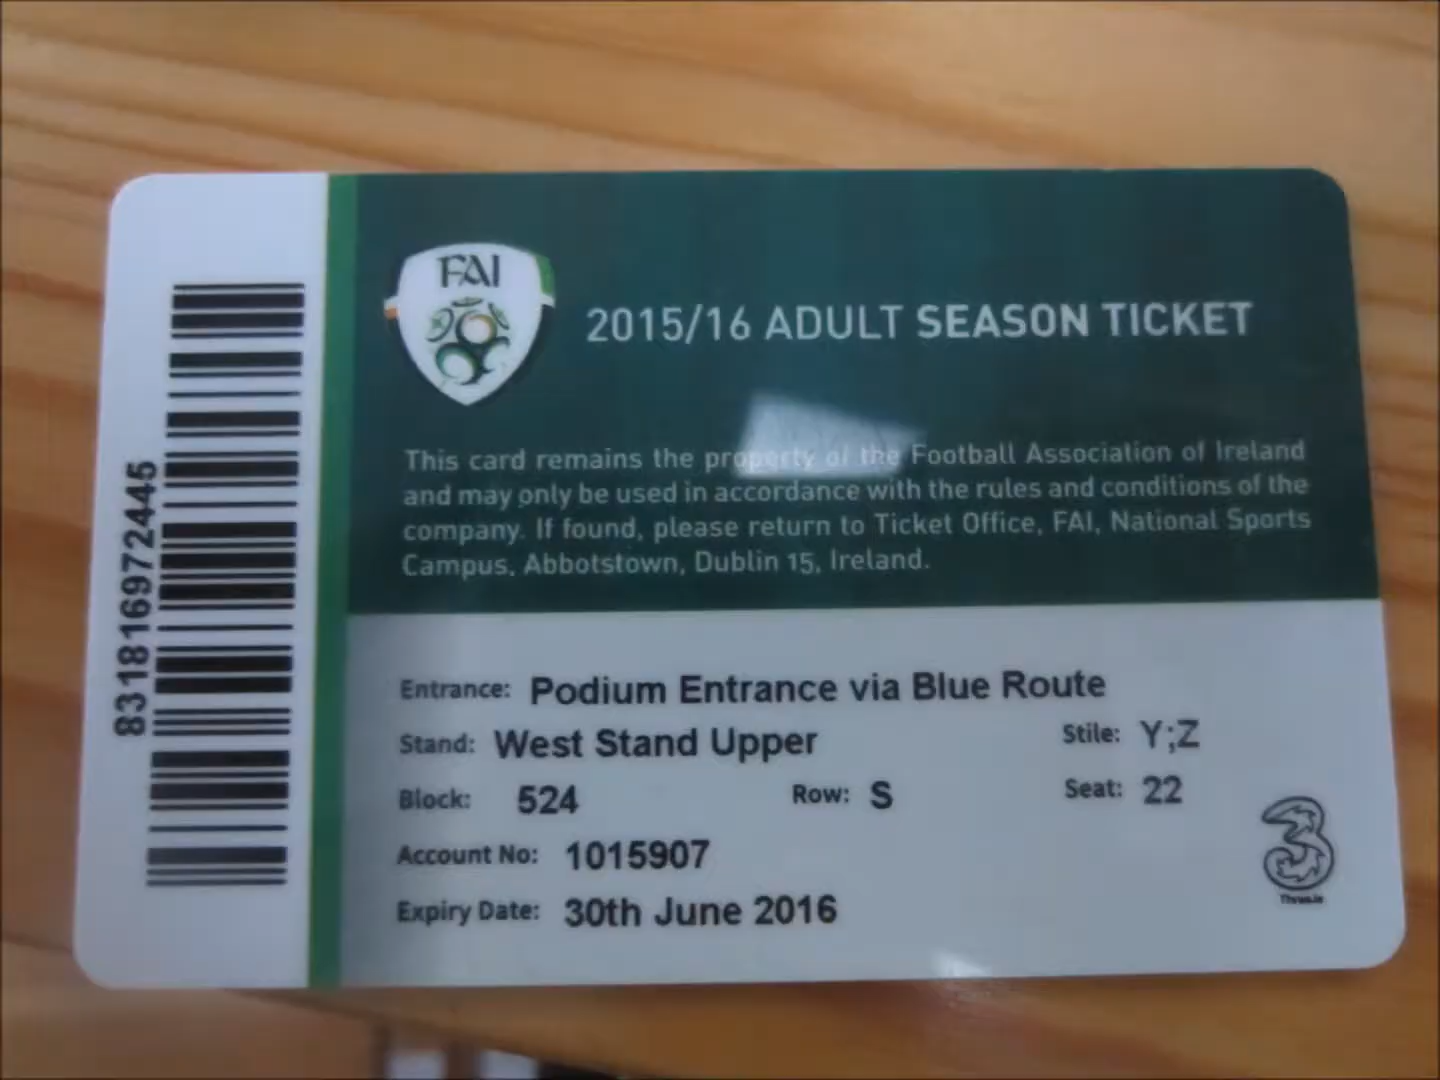 FAI
2015/16 ADULT SEASON TICKET
This card remains the property of the Football Association of Ireland
and may only be used in accordance with the rules and conditions of the
company. If found, please return to Ticket Office, FAI, National Sports
Campus, Abbotstown, Dublin 15, Ireland.
83181697244​5
Entrance: Podium Entrance via Blue Route
Stand: West Stand Upper Stile: Y;Z
Block: 524 Row: S Seat: 22
Account No: 1015907
Expiry Date: 30th June 2016
3